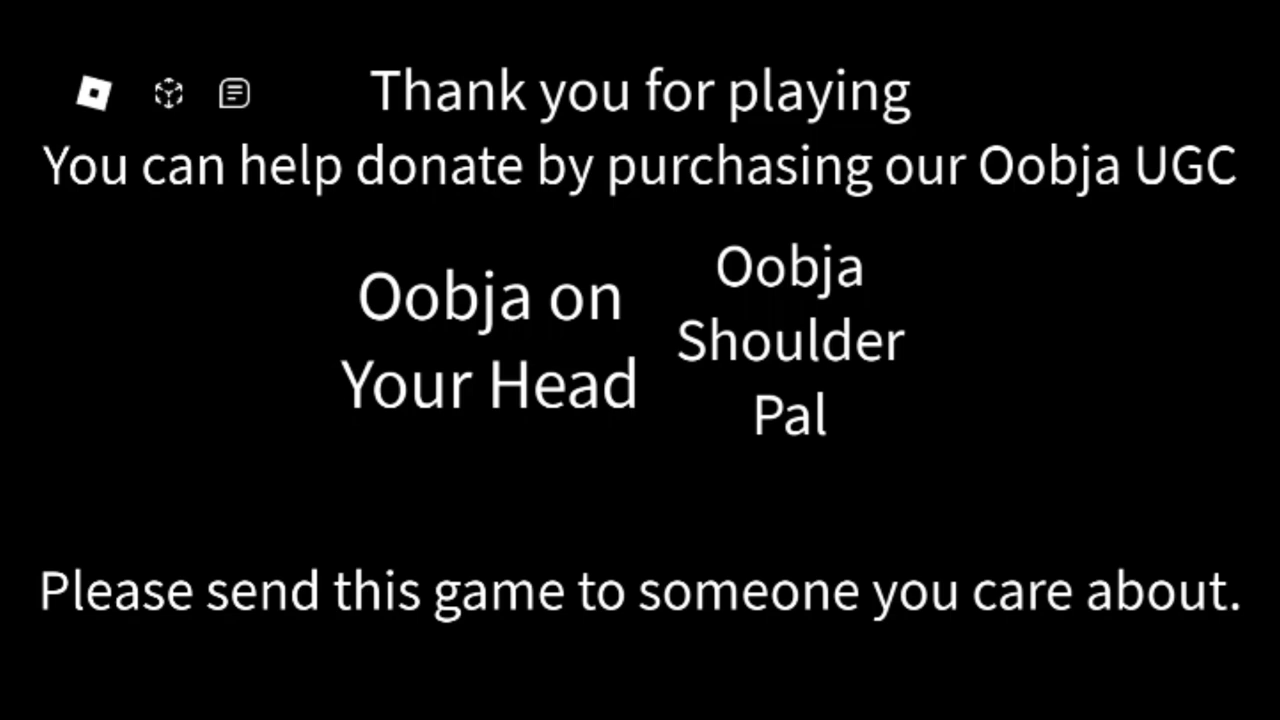 Thank you for playing
You can help donate by purchasing our Oobja UGC
Oobja on
Your Head
Oobja
Shoulder
Pal
Please send this game to someone you care about.